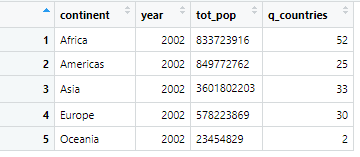 continent year tot_pop q_countries
1 Africa 2002 833723916 52
2 Americas 2002 849772762 25
3 Asia 2002 3601802203 33
4 Europe 2002 578223869 30
5 Oceania 2002 23454829 2